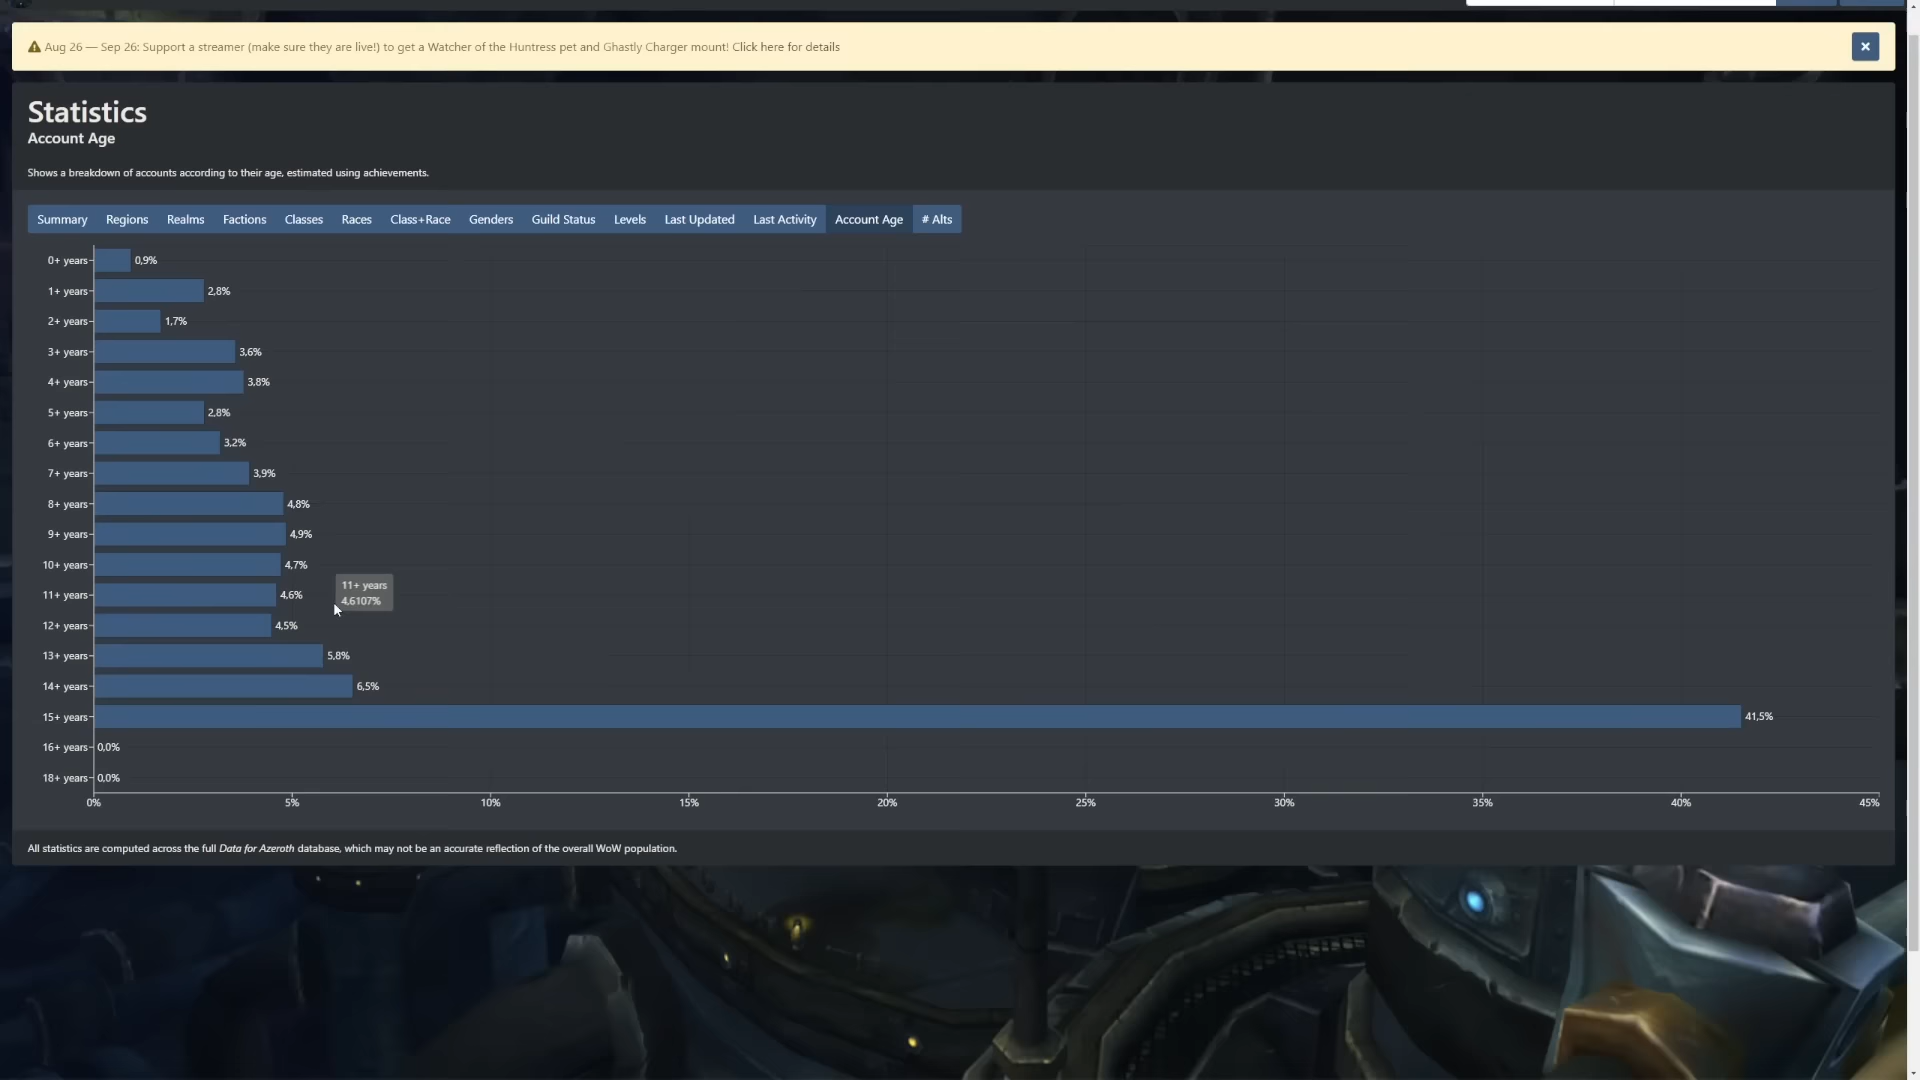 Aug 26 — Sep 26: Support a streamer (make sure they are live!) to get a Watcher of the Huntress pet and Ghastly Charger mount! Click here for details
×
Statistics
Account Age
Shows a breakdown of accounts according to their age, estimated using achievements.
Summary Regions Realms Factions Classes Races Class+Race Genders Guild Status Levels Last Updated Last Activity Account Age # Alts
0+ years 0,9%
1+ years 2,8%
2+ years 1,7%
3+ years 3,6%
4+ years 3,8%
5+ years 2,8%
6+ years 3,2%
7+ years 3,9%
8+ years 4,8%
9+ years 4,9%
10+ years 4,7%
11+ years 4,6%
11+ years
4,6107%
12+ years 4,5%
13+ years 5,8%
14+ years 6,5%
15+ years 41,5%
16+ years 0,0%
18+ years 0,0%
0% 5% 10% 15% 20% 25% 30% 35% 40% 45%
All statistics are computed across the full Data for Azeroth database, which may not be an accurate reflection of the overall WoW population.